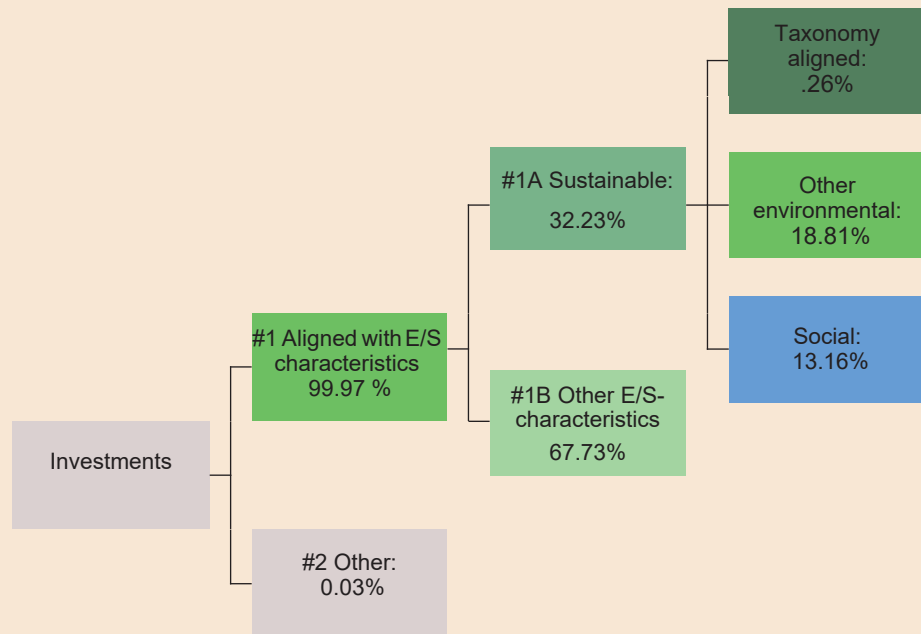 Taxonomy
aligned:
.26%
#1A Sustainable:
32.23%
Other
environmental:
18.81%
#1 Aligned with E/S
characteristics
99.97 %
Social:
13.16%
#1B Other E/S-
characteristics
67.73%
Investments
#2 Other:
0.03%